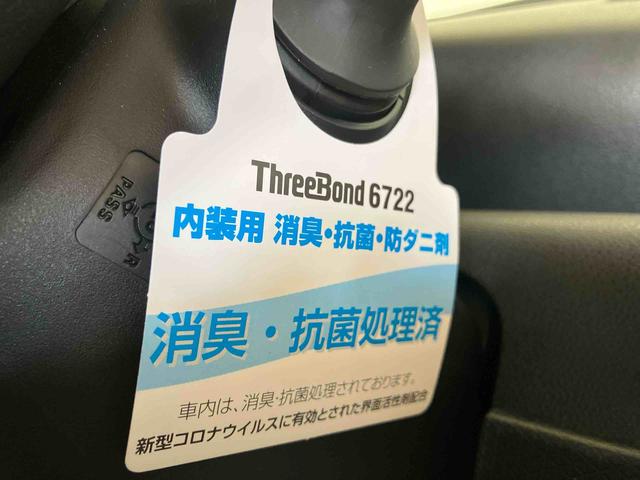 ThreeBond 6722
内装用 消臭・抗菌・防ダニ剤
消臭・抗菌処理済
車内は、消臭・抗菌処理されております。
新型コロナウイルスに有効とされた界面活性剤配合
PASS
AIR